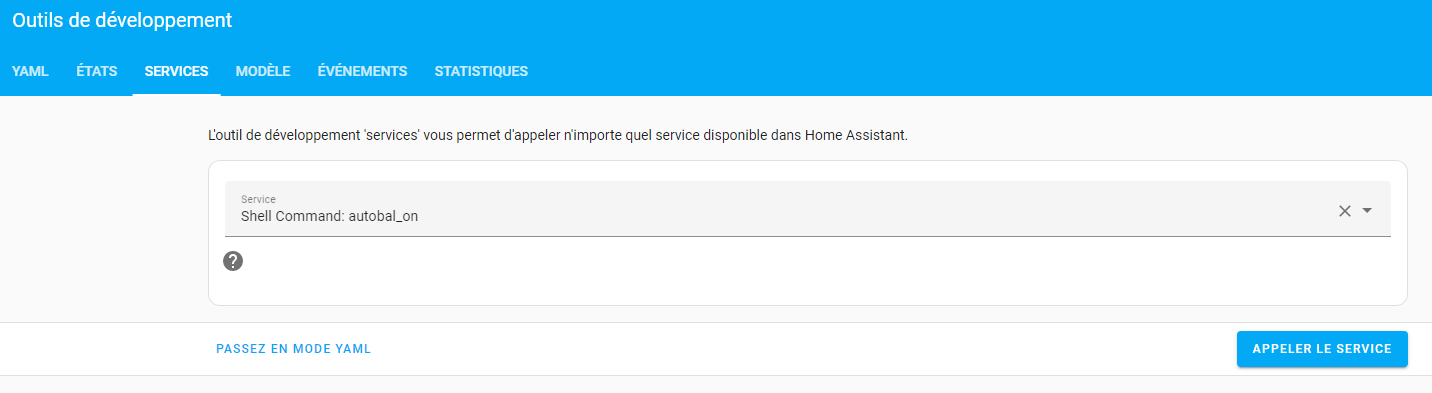 Outils de développement
YAML ÉTATS SERVICES MODÈLE ÉVÉNEMENTS STATISTIQUES
L'outil de développement 'services' vous permet d'appeler n'importe quel service disponible dans Home Assistant.
Service
Shell Command: autobal_on
?
PASSEZ EN MODE YAML APPELER LE SERVICE